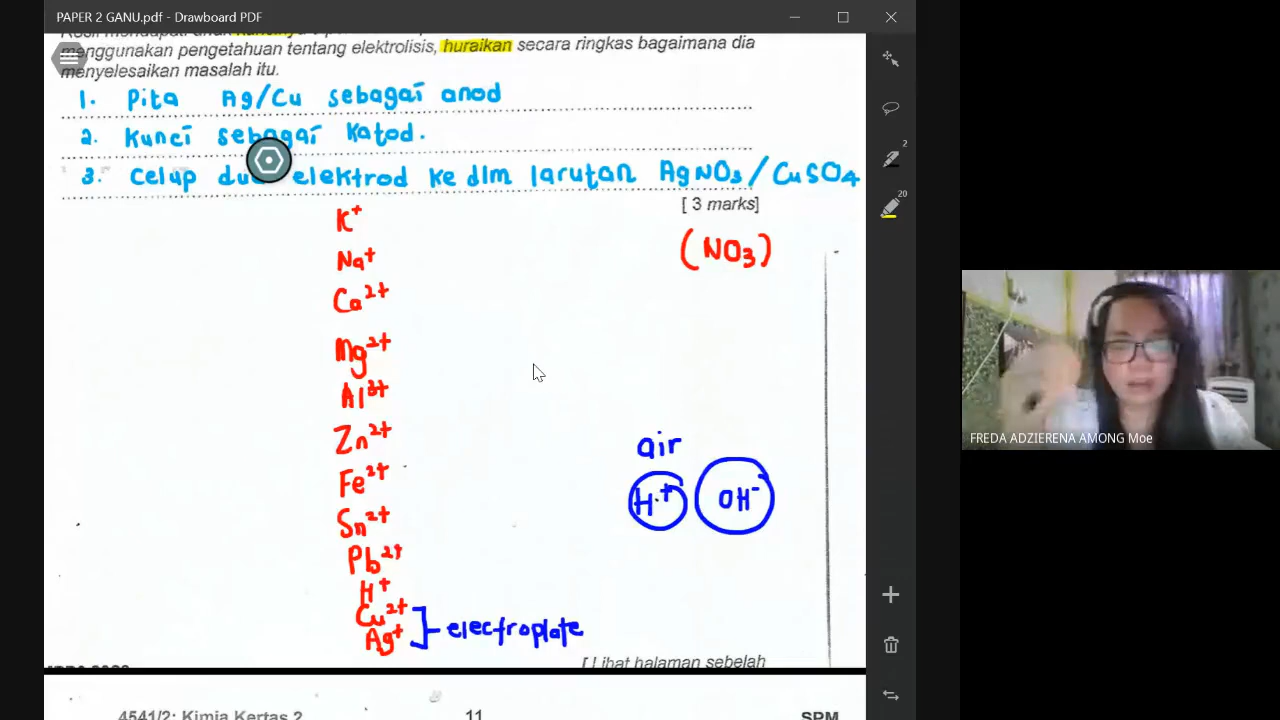 PAPER 2 GANU.pdf - Drawboard PDF
menggunakan pengetahuan tentang elektrolisis, huraikan secara ringkas bagaimana dia
menyelesaikan masalah itu.
1. Pita Ag/Cu sebagai anod
2. Kunci sebagai Katod.
3. Celup dua elektrod ke dlm larutan AgNO3/CuSO4
[ 3 marks]
K+
(NO3)
Na+
Ca2+
Mg2+
Al3+
Zn2+
air
Fe2+
H+ OH-
Sn2+
Pb2+
H+
Cu2+
Ag+
electroplate
[ Lihat halaman sebelah
4541/2: Kimia Kertas 2
11
SPM
2
20
FREDA ADZIERENA AMONG Moe